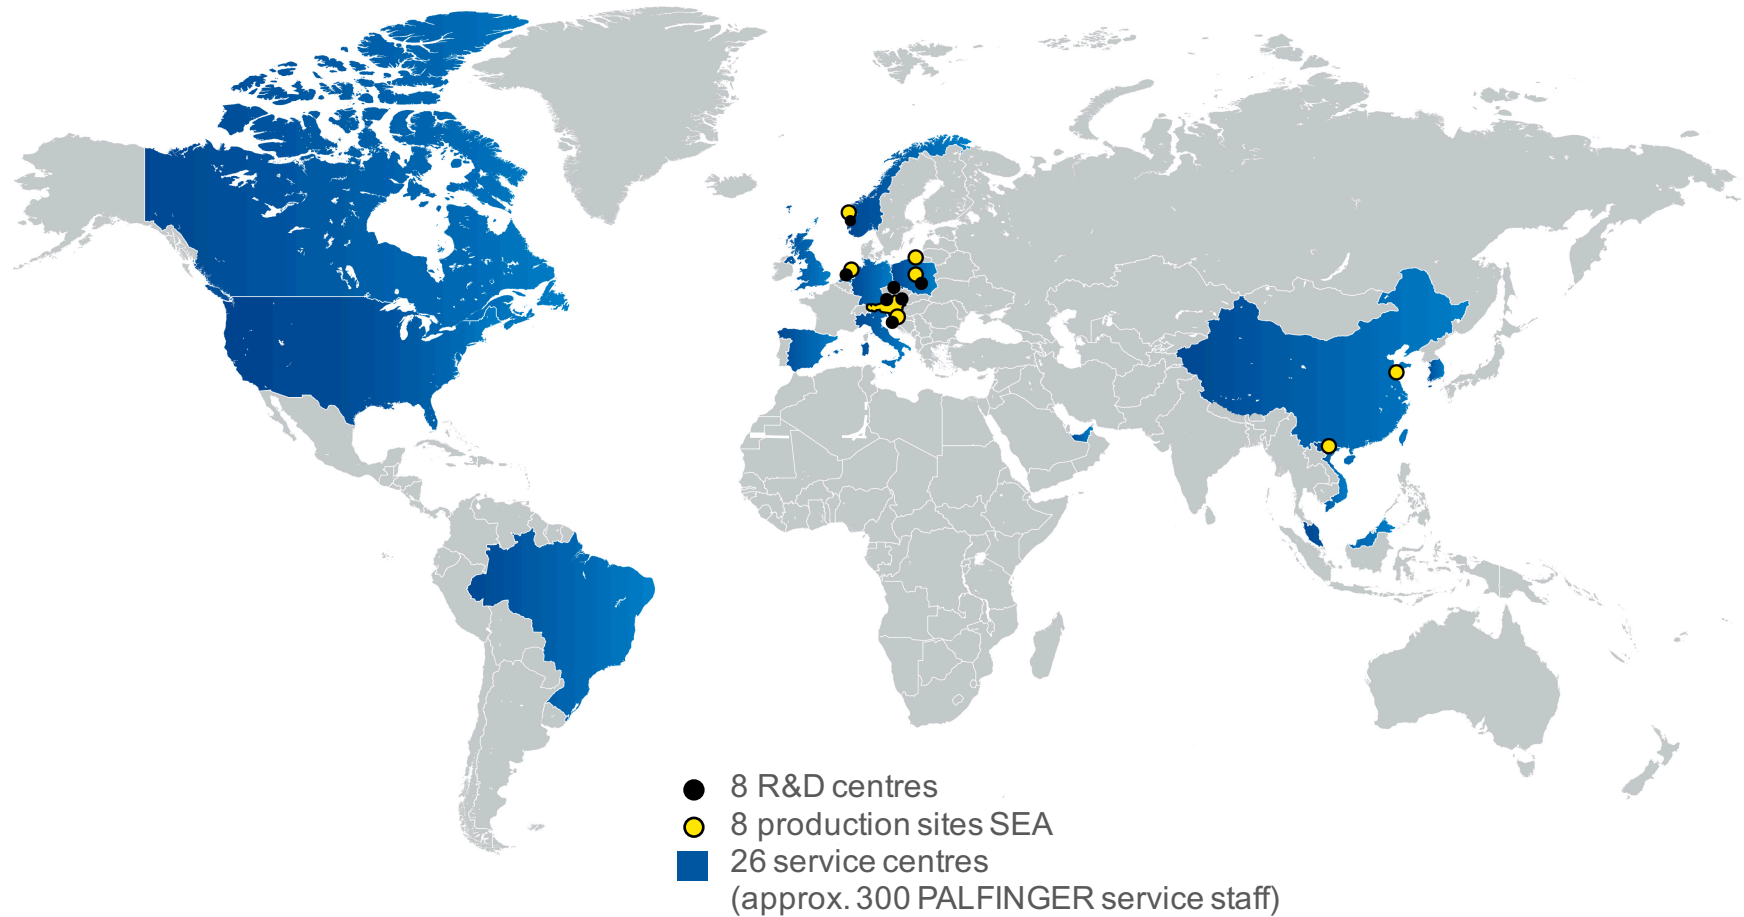 8 R&D centres
8 production sites SEA
26 service centres
(approx. 300 PALFINGER service staff)